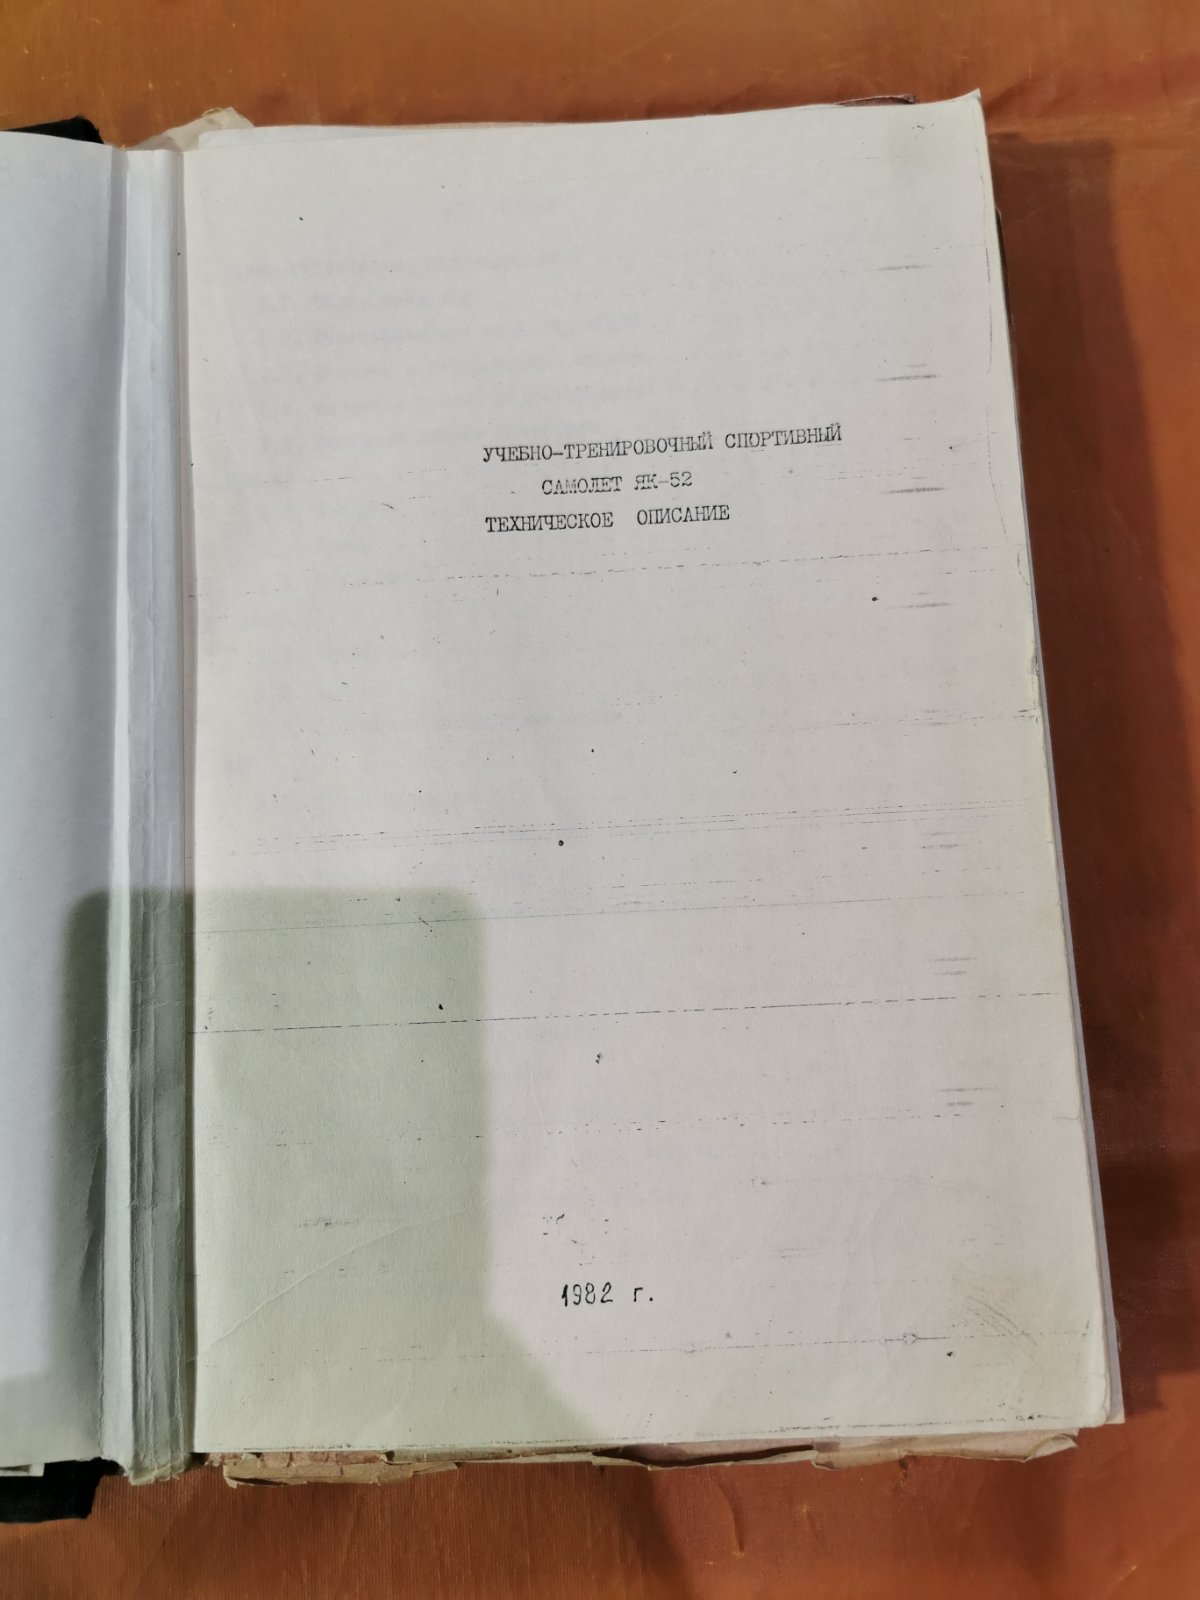 УЧЕБНО-ТРЕНИРОВОЧНЫЙ СПОРТИВНЫЙ
САМОЛЕТ ЯК-52
ТЕХНИЧЕСКОЕ ОПИСАНИЕ
1982 г.